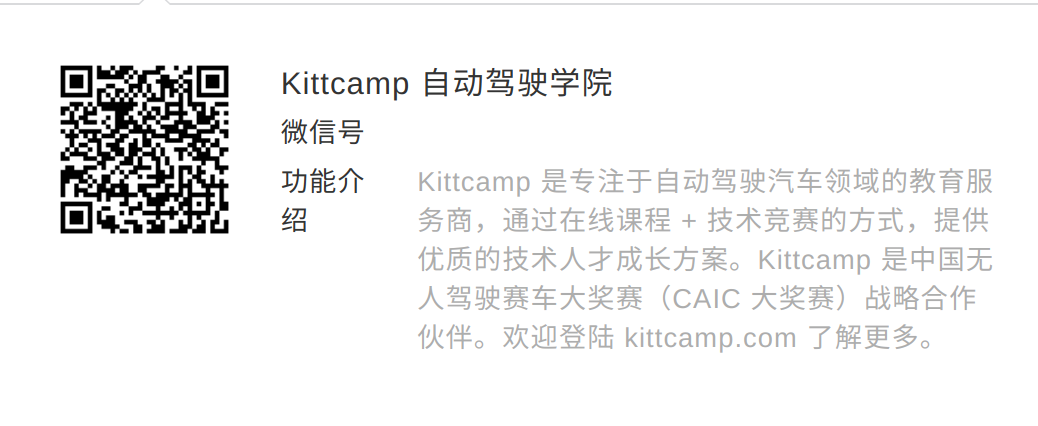 Kittcamp 自动驾驶学院
微信号
功能介
绍
Kittcamp 是专注于自动驾驶汽车领域的教育服
务商，通过在线课程 + 技术竞赛的方式，提供
优质的技术人才成长方案。Kittcamp 是中国无
人驾驶赛车大奖赛（CAIC 大奖赛）战略合作
伙伴。欢迎登陆 kittcamp.com 了解更多。